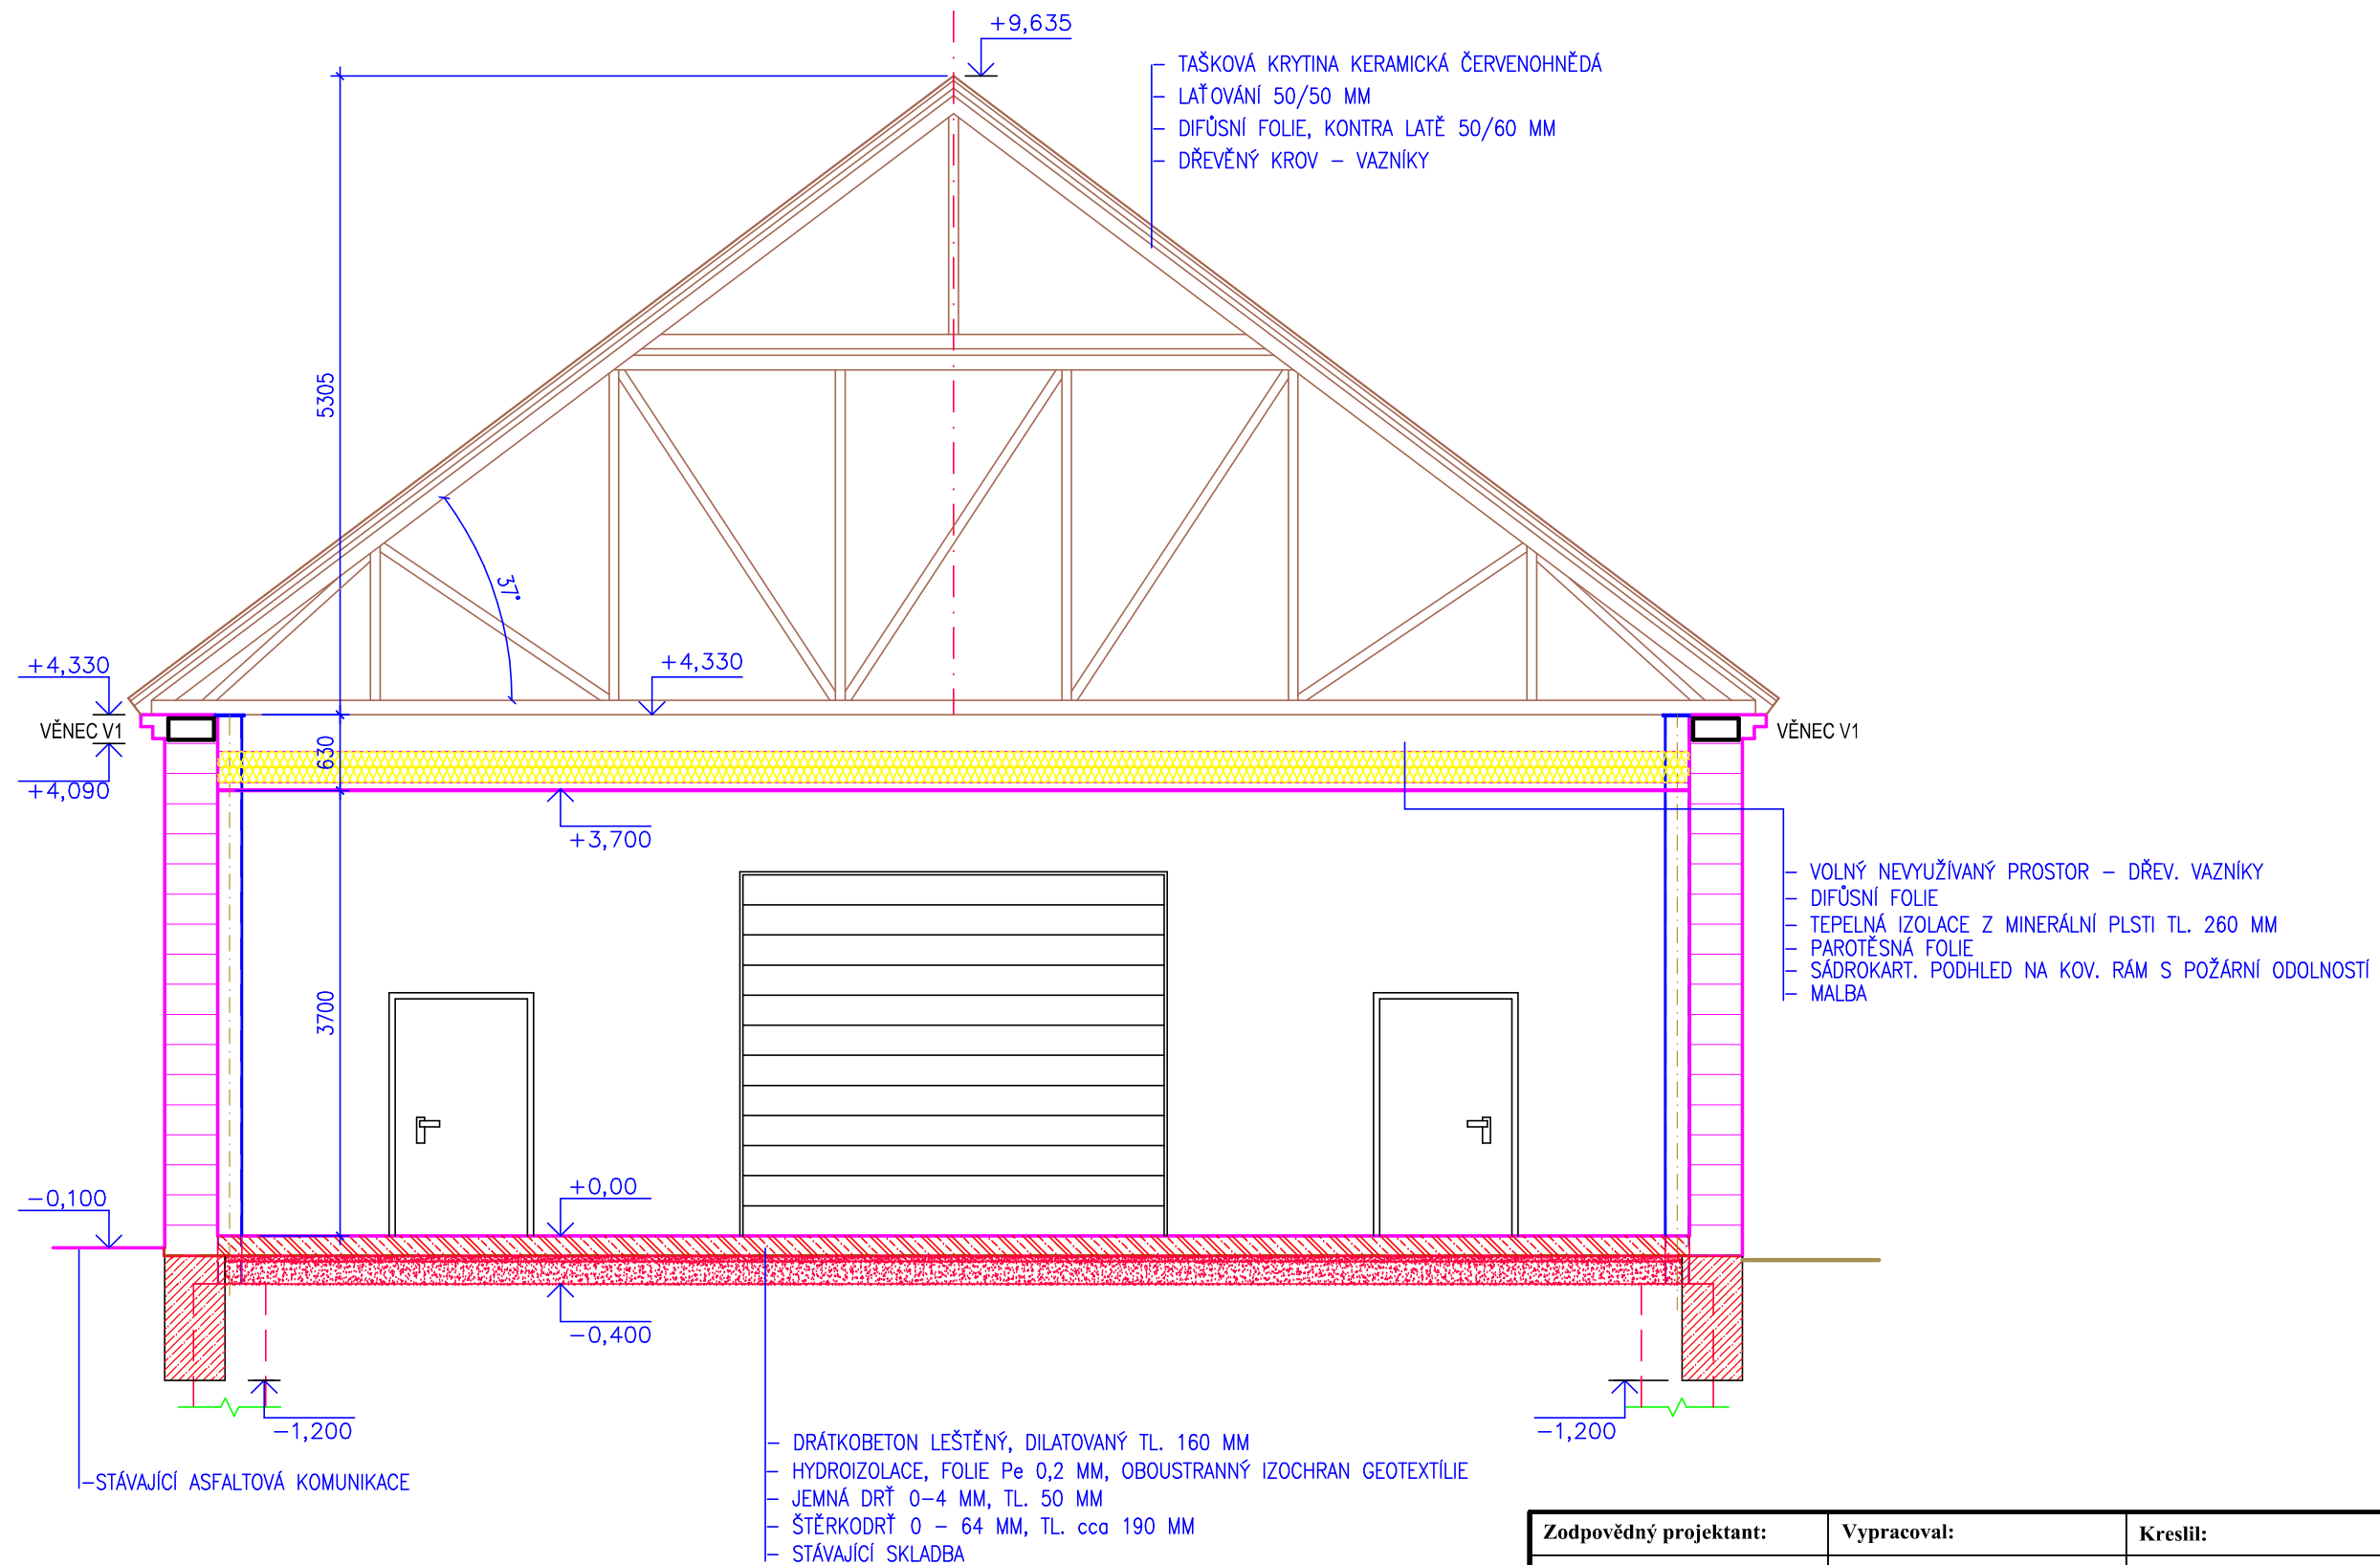 +9,635
- TAŠKOVÁ KRYTINA KERAMICKÁ ČERVENOHNĚDÁ
- LAŤOVÁNÍ 50/50 MM
- DIFŮSNÍ FOLIE, KONTRA LATĚ 50/60 MM
- DŘEVĚNÝ KROV - VAZNÍKY
5305
37°
+4,330
+4,330
VĚNEC V1
VĚNEC V1
630
+4,090
+3,700
- VOLNÝ NEVYUŽÍVANÝ PROSTOR - DŘEV. VAZNÍKY
- DIFŮSNÍ FOLIE
- TEPELNÁ IZOLACE Z MINERÁLNÍ PLSTI TL. 260 MM
- PAROTĚSNÁ FOLIE
- SÁDROKART. PODHLED NA KOV. RÁM S POŽÁRNÍ ODOLNOSTÍ
- MALBA
3700
-0,100
+0,00
-0,400
-1,200
-1,200
-STÁVAJÍCÍ ASFALTOVÁ KOMUNIKACE
- DRÁTKOBETON LEŠTĚNÝ, DILATOVANÝ TL. 160 MM
- HYDROIZOLACE, FOLIE Pe 0,2 MM, OBOUSTRANNÝ IZOCHRAN GEOTEXTÍLIE
- JEMNÁ DRŤ 0-4 MM, TL. 50 MM
- ŠTĚRKODRŤ 0 - 64 MM, TL. cca 190 MM
- STÁVAJÍCÍ SKLADBA
Zodpovědný projektant: Vypracoval: Kreslil: